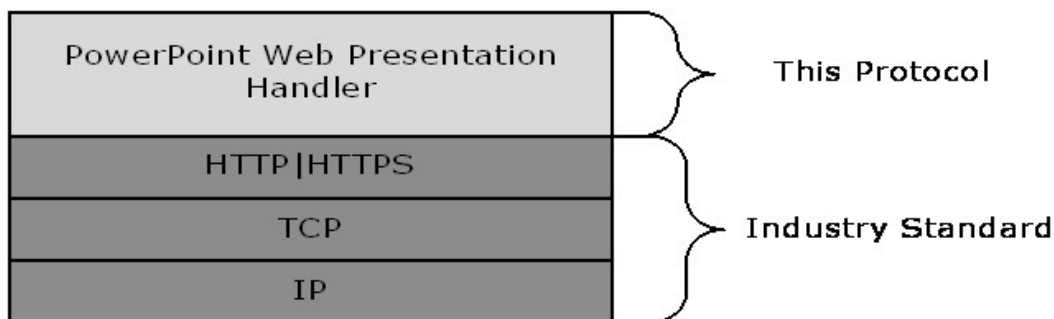 PowerPoint Web Presentation
Handler
This Protocol
HTTP|HTTPS
TCP
Industry Standard
IP